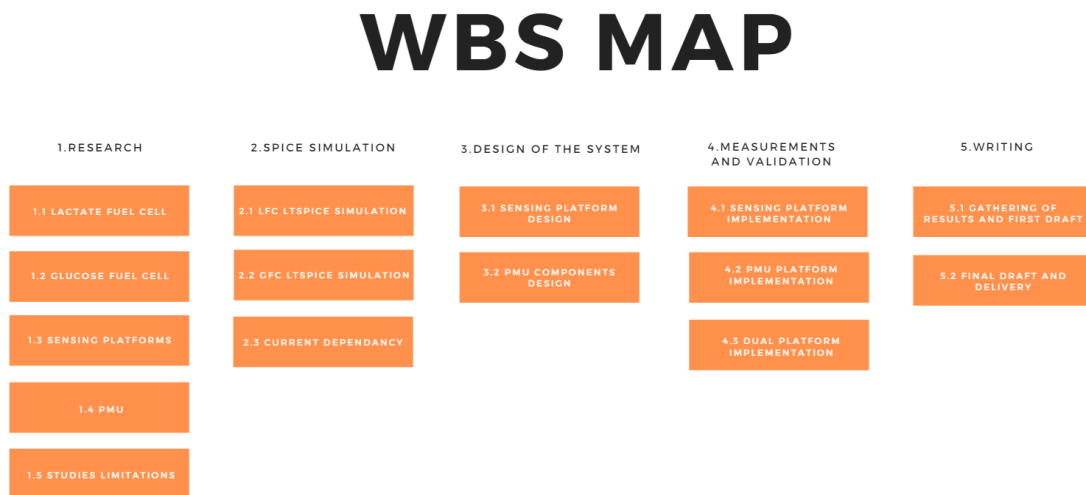 WBS MAP
1.RESEARCH
1.1 LACTATE FUEL CELL
1.2 GLUCOSE FUEL CELL
1.3 SENSING PLATFORMS
1.4 PMU
1.5 STUDIES LIMITATIONS
2.SPICE SIMULATION
2.1 LFC LTSPICE SIMULATION
2.2 GFC LTSPICE SIMULATION
2.3 CURRENT DEPENDANCY
3.DESIGN OF THE SYSTEM
3.1 SENSING PLATFORM
DESIGN
3.2 PMU COMPONENTS
DESIGN
4.MEASUREMENTS
AND VALIDATION
4.1 SENSING PLATFORM
IMPLEMENTATION
4.2 PMU PLATFORM
IMPLEMENTATION
4.3 DUAL PLATFORM
IMPLEMENTATION
5.WRITING
5.1 GATHERING OF
RESULTS AND FIRST DRAFT
5.2 FINAL DRAFT AND
DELIVERY